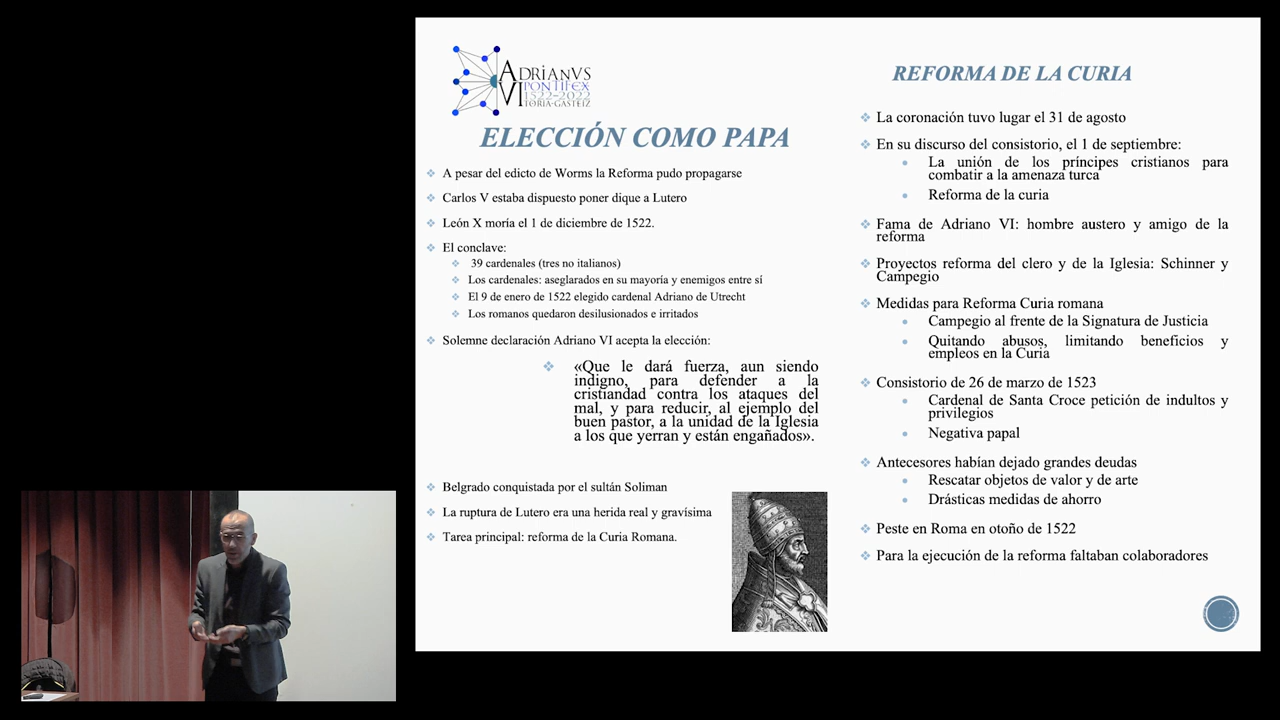 ADRIANVS
VI PONTIFEX
1522-2022
VITORIA-GASTEIZ
ELECCIÓN COMO PAPA
A pesar del edicto de Worms la Reforma pudo propagarse
Carlos V estaba dispuesto poner dique a Lutero
León X moría el 1 de diciembre de 1522.
El conclave:
39 cardenales (tres no italianos)
Los cardenales: aseglarados en su mayoría y enemigos entre sí
El 9 de enero de 1522 elegido cardenal Adriano de Utrecht
Los romanos quedaron desilusionados e irritados
Solemne declaración Adriano VI acepta la elección:
«Que le dará fuerza, aun siendo
indigno, para defender a la
cristiandad contra los ataques del
mal, y para reducir, al ejemplo del
buen pastor, a la unidad de la Iglesia
a los que yerran y están engañados».
Belgrado conquistada por el sultán Soliman
La ruptura de Lutero era una herida real y gravísima
Tarea principal: reforma de la Curia Romana.
REFORMA DE LA CURIA
La coronación tuvo lugar el 31 de agosto
En su discurso del consistorio, el 1 de septiembre:
La unión de los príncipes cristianos para
combatir a la amenaza turca
Reforma de la curia
Fama de Adriano VI: hombre austero y amigo de la
reforma
Proyectos reforma del clero y de la Iglesia: Schinner y
Campegio
Medidas para Reforma Curia romana
Campegio al frente de la Signatura de Justicia
Quitando abusos, limitando beneficios y
empleos en la Curia
Consistorio de 26 de marzo de 1523
Cardenal de Santa Croce petición de indultos y
privilegios
Negativa papal
Antecesores habían dejado grandes deudas
Rescatar objetos de valor y de arte
Drásticas medidas de ahorro
Peste en Roma en otoño de 1522
Para la ejecución de la reforma faltaban colaboradores